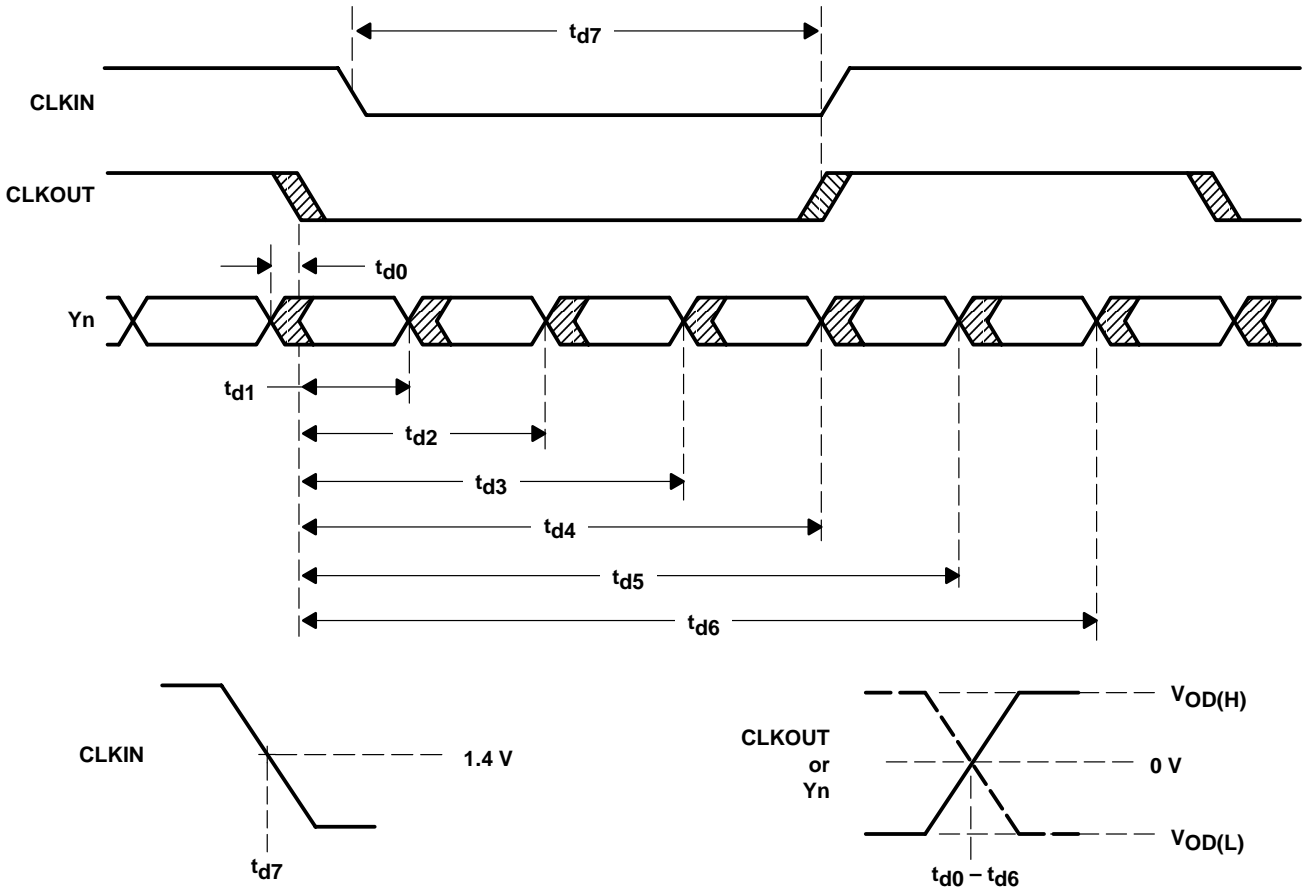 td7
CLKIN
CLKOUT
td0
Yn
td1
td2
td3
td4
td5
td6
CLKIN
1.4 V
td7
CLKOUT
or
Yn
VOD(H)
0 V
VOD(L)
td0 – td6